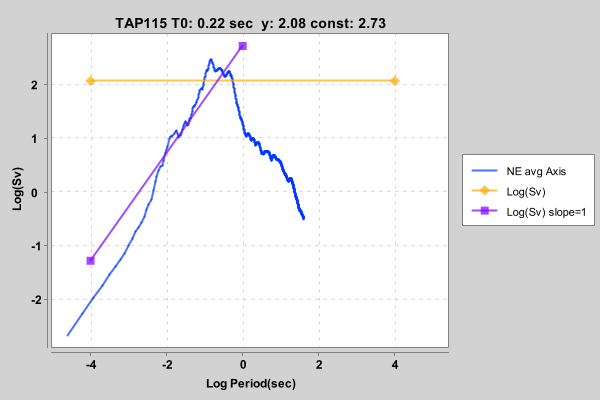 TAP115 T0: 0.22 sec  y: 2.08 const: 2.73
2
1
0
-1
-2
Log(Sv)
-4
-2
0
2
4
Log Period(sec)
NE avg Axis
Log(Sv)
Log(Sv) slope=1